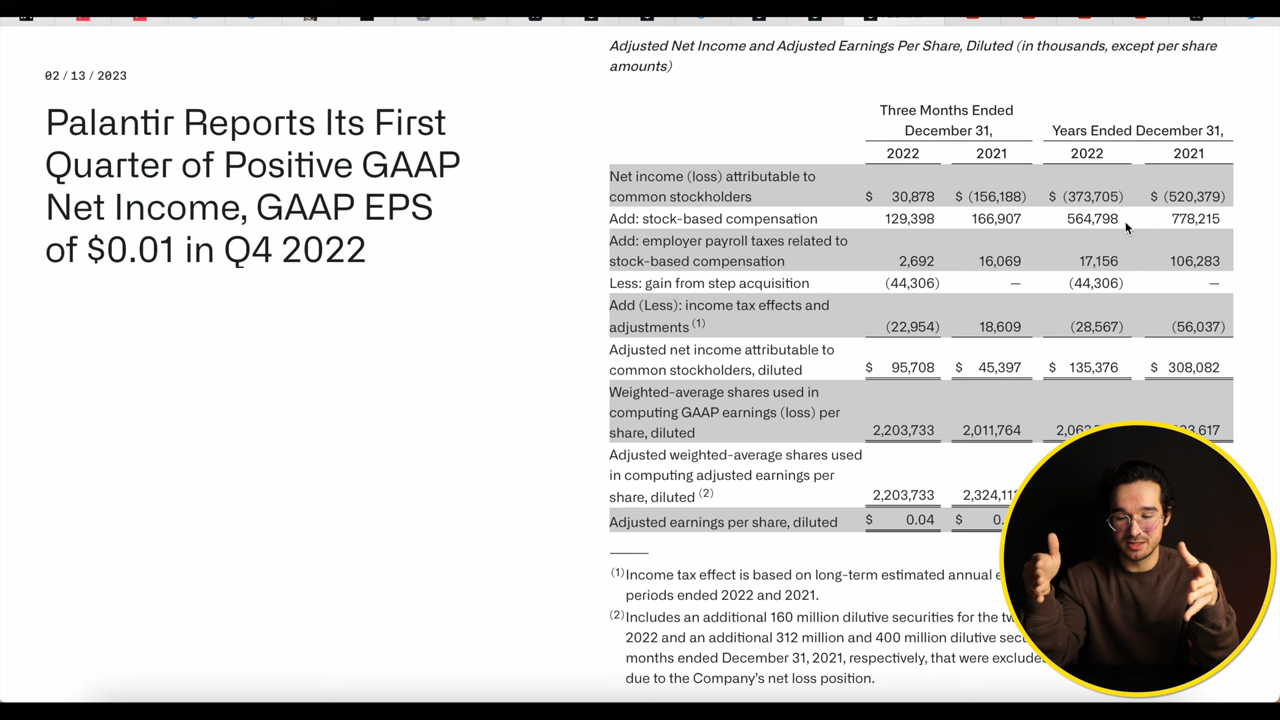 02 / 13 / 2023
Palantir Reports Its First
Quarter of Positive GAAP
Net Income, GAAP EPS
of $0.01 in Q4 2022
Adjusted Net Income and Adjusted Earnings Per Share, Diluted (in thousands, except per share
amounts)
Three Months Ended
December 31, Years Ended December 31,
2022 2021 2022 2021
Net income (loss) attributable to
common stockholders $ 30,878 $ (156,188) $ (373,705) $ (520,379)
Add: stock-based compensation 129,398 166,907 564,798 778,215
Add: employer payroll taxes related to
stock-based compensation 2,692 16,069 17,156 106,283
Less: gain from step acquisition (44,306) — (44,306) —
Add (Less): income tax effects and
adjustments (1) (22,954) 18,609 (28,567) (56,037)
Adjusted net income attributable to
common stockholders, diluted $ 95,708 $ 45,397 $ 135,376 $ 308,082
Weighted-average shares used in
computing GAAP earnings (loss) per
share, diluted 2,203,733 2,011,764
Adjusted weighted-average shares used
in computing adjusted earnings per
share, diluted (2) 2,203,733
Adjusted earnings per share, diluted $ 0.04 $
(1) Income tax effect is based on long-term estimated annual
periods ended 2022 and 2021.
(2) Includes an additional 160 million dilutive securities for the
2022 and an additional 312 million and 400 million dilutive
months ended December 31, 2021, respectively, that were
due to the Company's net loss position.